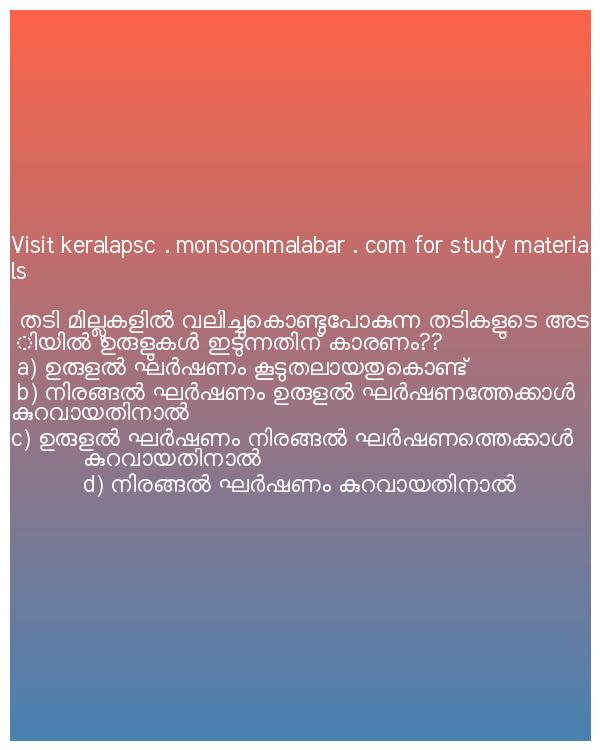 Visit keralapsc . monsoonmalabar . com for study materia
ls
തടി മില്ലുകളിൽ വലിച്ചുകൊണ്ടുപോകുന്ന തടികളുടെ അട
ിയിൽ ഉരുളുകൾ ഇടുന്നതിന് കാരണം??
a) ഉരുളൽ ഘർഷണം കൂടുതലായതുകൊണ്ട്
b) നിരങ്ങൽ ഘർഷണം ഉരുളൽ ഘർഷണത്തേക്കാൾ
കുറവായതിനാൽ
c) ഉരുളൽ ഘർഷണം നിരങ്ങൽ ഘർഷണത്തെക്കാൾ
കുറവായതിനാൽ
d) നിരങ്ങൽ ഘർഷണം കുറവായതിനാൽ